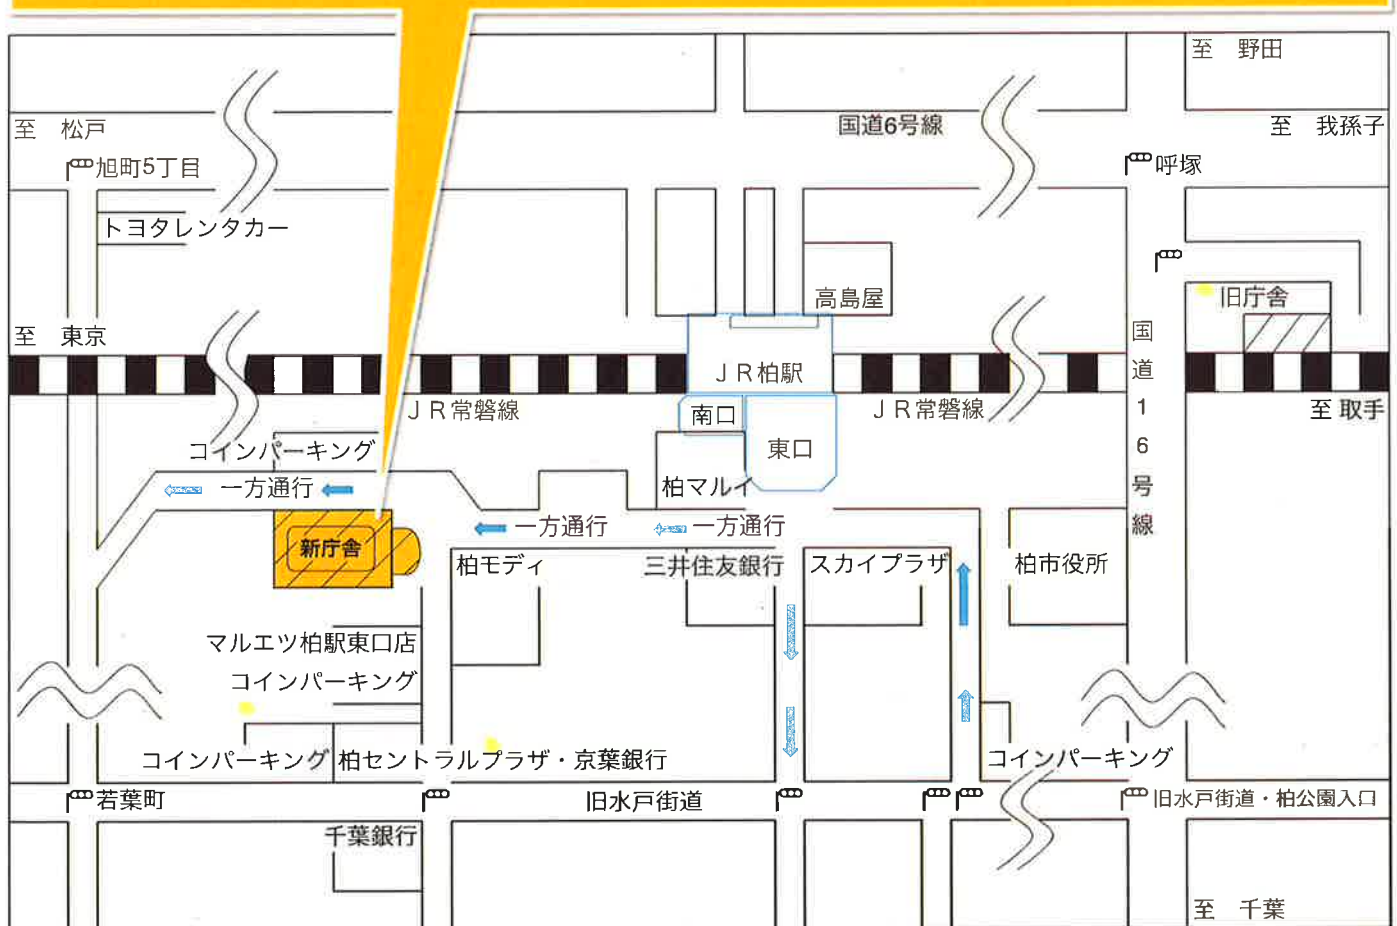 至　野田
国道6号線
至　松戸
至　我孫子
旭町5丁目
呼塚
トヨタレンタカー
高島屋
旧庁舎
至　東京
国道16号線
ＪＲ柏駅
ＪＲ常磐線
南口
ＪＲ常磐線
至 取手
コインパーキング
東口
一方通行
柏マルイ
一方通行
一方通行
新庁舎
柏モディ
三井住友銀行
スカイプラザ
柏市役所
マルエツ柏駅東口店
コインパーキング
コインパーキング
柏セントラルプラザ・京葉銀行
コインパーキング
若葉町
旧水戸街道
旧水戸街道・柏公園入口
千葉銀行
至　千葉